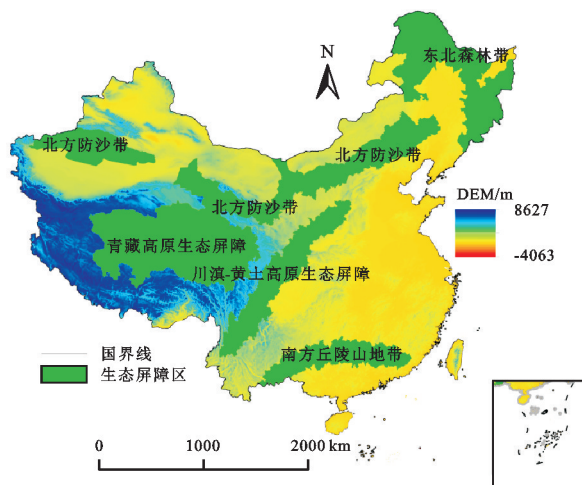 N
东北森林带
北方防沙带
北方防沙带
DEM/m
8627
-4063
北方防沙带
青藏高原生态屏障
川滇-黄土高原生态屏障
国界线
生态屏障区
南方丘陵山地带
0 1000 2000 km